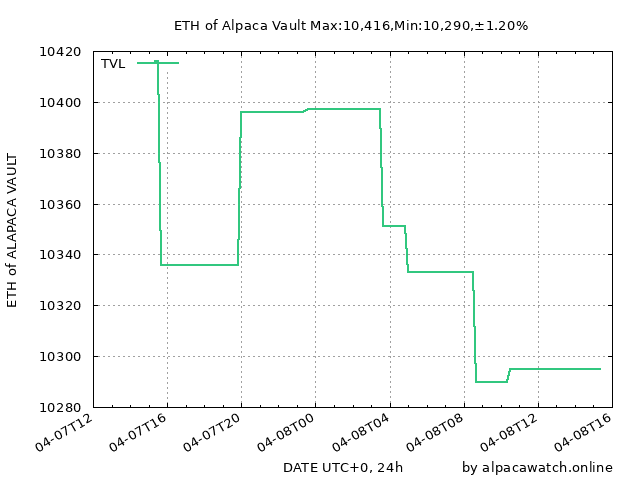 ETH of Alpaca Vault Max:10,416,Min:10,290,±1.20%
10420
TVL
10400
10380
10360
10340
10320
10300
10280
ETH of ALAPACA VAULT
04-07T12
04-07T16
04-07T20
04-08T00
04-08T04
04-08T08
04-08T12
04-08T16
DATE UTC+0, 24h
by alpacawatch.online